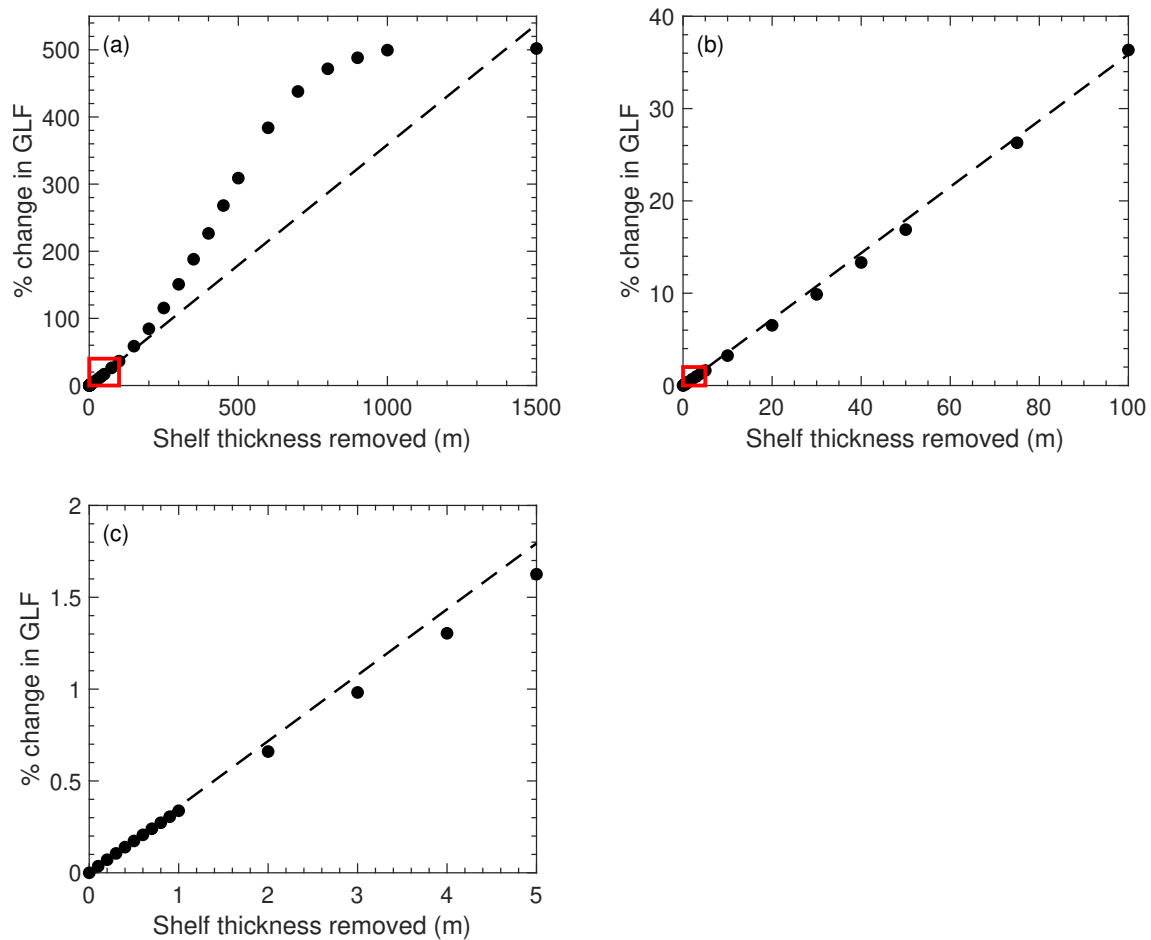 (a)
% change in GLF
500
400
300
200
100
0
0 500 1000 1500
Shelf thickness removed (m)
(b)
% change in GLF
40
30
20
10
0
0 20 40 60 80 100
Shelf thickness removed (m)
(c)
% change in GLF
2
1.5
1
0.5
0
0 1 2 3 4 5
Shelf thickness removed (m)